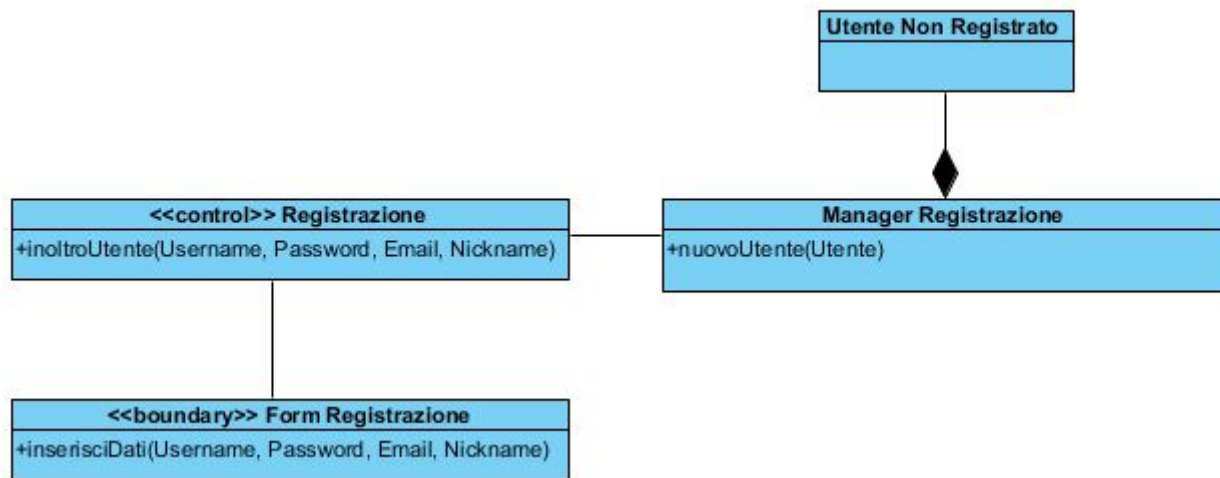 Utente Non Registrato
<<control>> Registrazione
+inoltroUtente(Username, Password, Email, Nickname)
Manager Registrazione
+nuovoUtente(Utente)
<<boundary>> Form Registrazione
+inserisciDati(Username, Password, Email, Nickname)